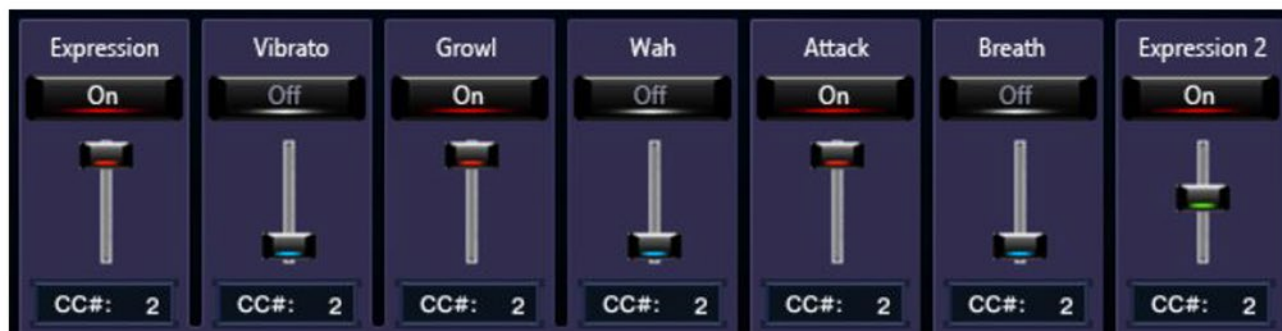 Expression Vibrato Growl Wah Attack Breath Expression 2
On Off On Off On Off On
CC#: 2 CC#: 2 CC#: 2 CC#: 2 CC#: 2 CC#: 2 CC#: 2